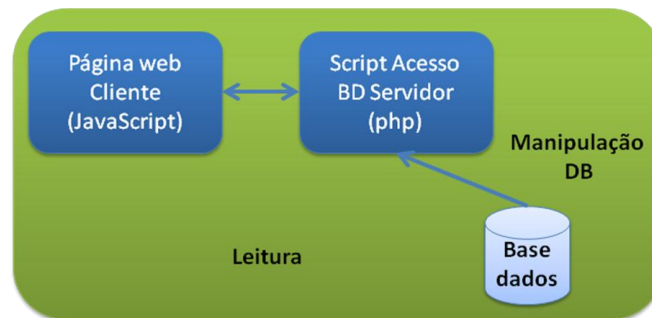 Página web
Cliente
(JavaScript)
Script Acesso
BD Servidor
(php)
Manipulação
DB
Leitura
Base
dados